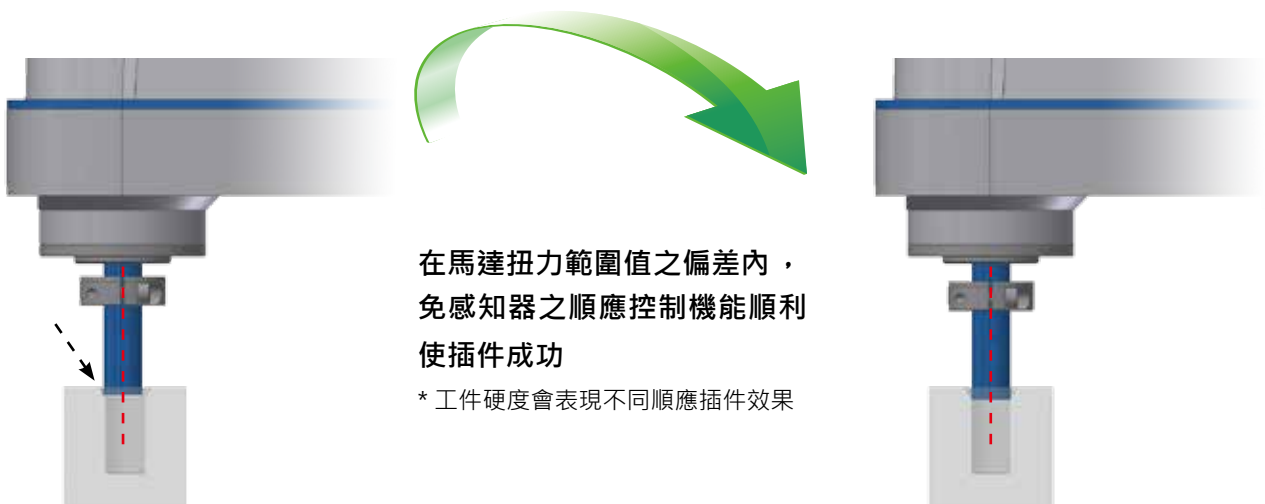 在馬達扭力範圍值之偏差內，
免感知器之順應控制機能順利
使插件成功
* 工件硬度會表現不同順應插件效果